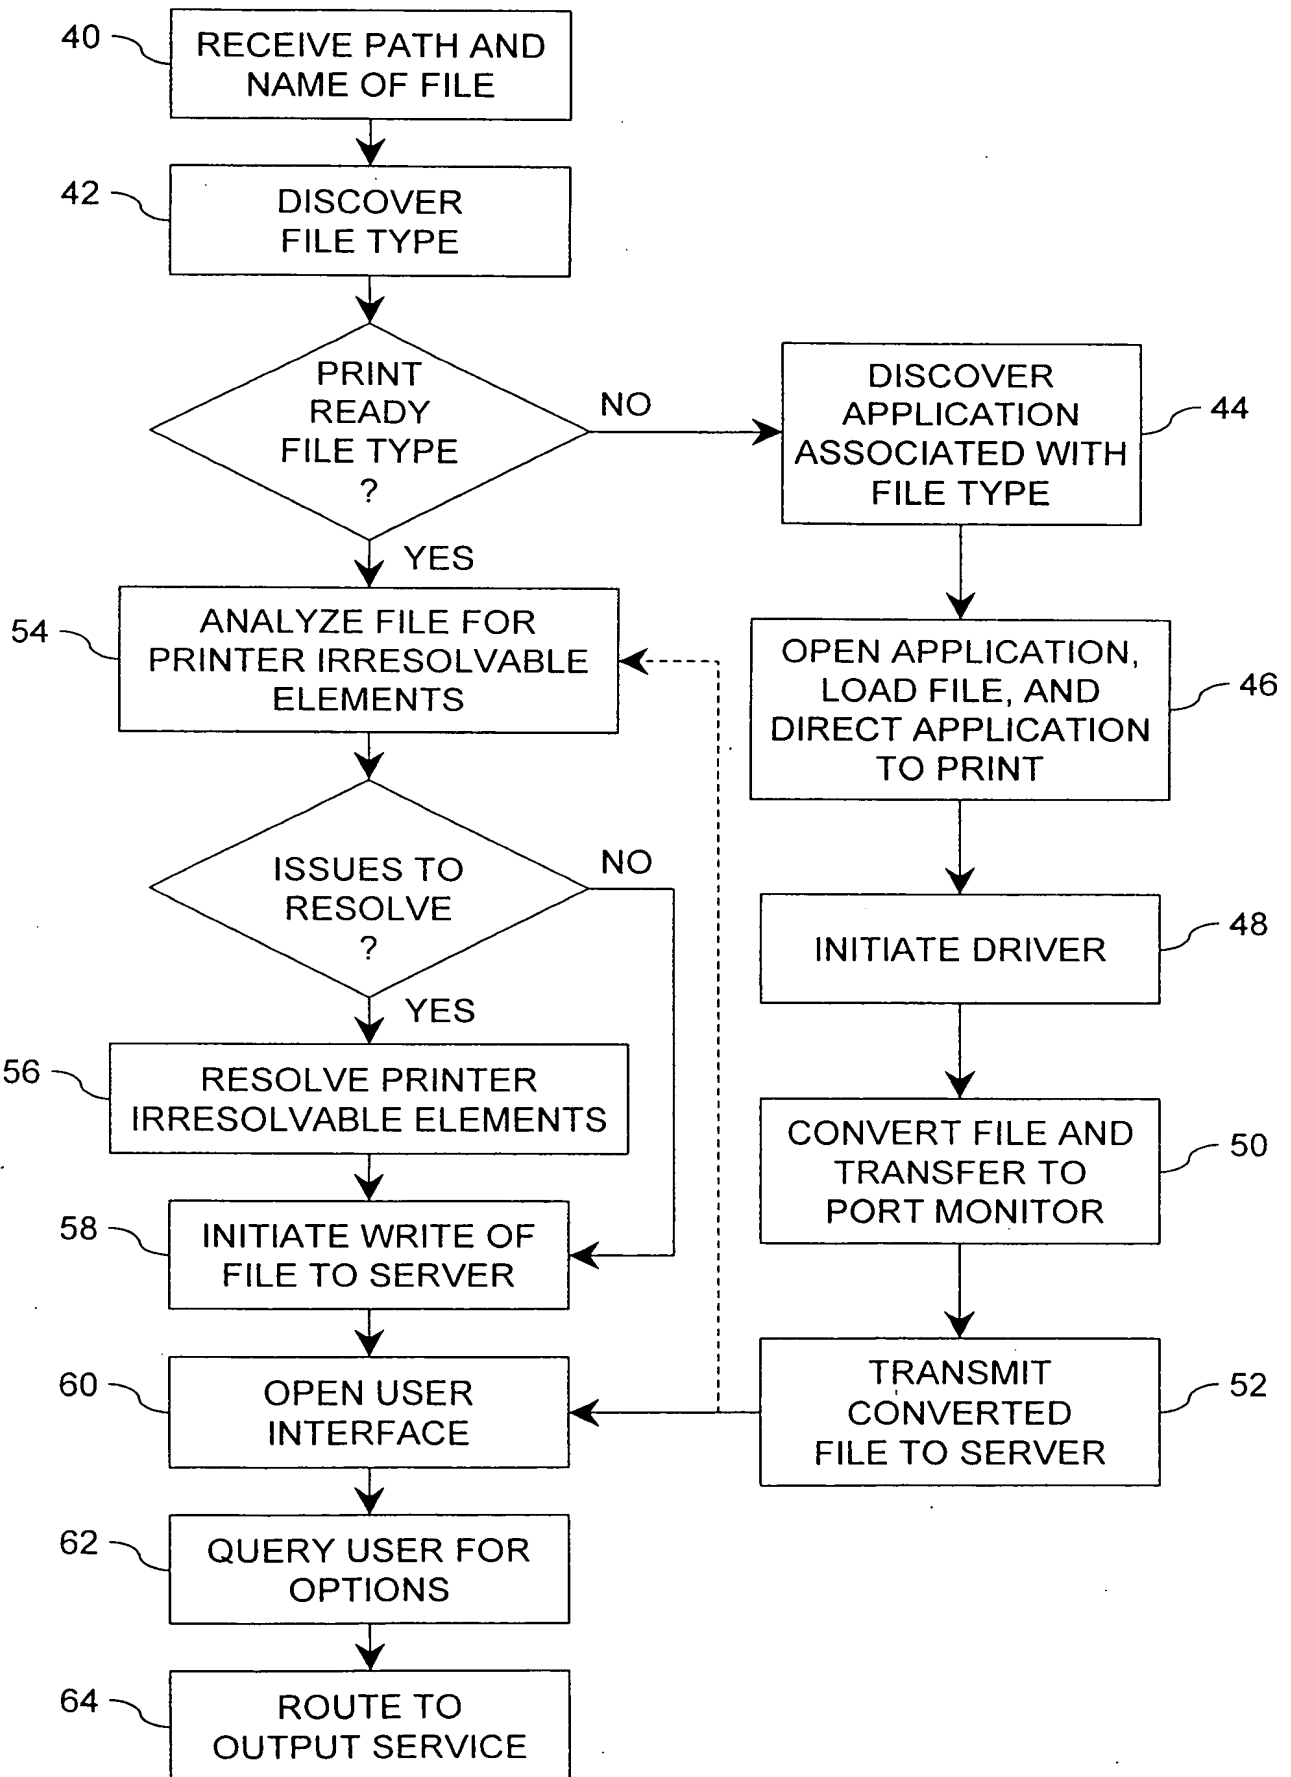 40
RECEIVE PATH AND
NAME OF FILE
42
DISCOVER
FILE TYPE
PRINT
READY
FILE TYPE
?
NO
YES
DISCOVER
APPLICATION
ASSOCIATED WITH
FILE TYPE
44
54
ANALYZE FILE FOR
PRINTER IRRESOLVABLE
ELEMENTS
OPEN APPLICATION,
LOAD FILE, AND
DIRECT APPLICATION
TO PRINT
46
ISSUES TO
RESOLVE
?
NO
YES
INITIATE DRIVER
48
56
RESOLVE PRINTER
IRRESOLVABLE ELEMENTS
CONVERT FILE AND
TRANSFER TO
PORT MONITOR
50
58
INITIATE WRITE OF
FILE TO SERVER
60
OPEN USER
INTERFACE
TRANSMIT
CONVERTED
FILE TO SERVER
52
62
QUERY USER FOR
OPTIONS
64
ROUTE TO
OUTPUT SERVICE